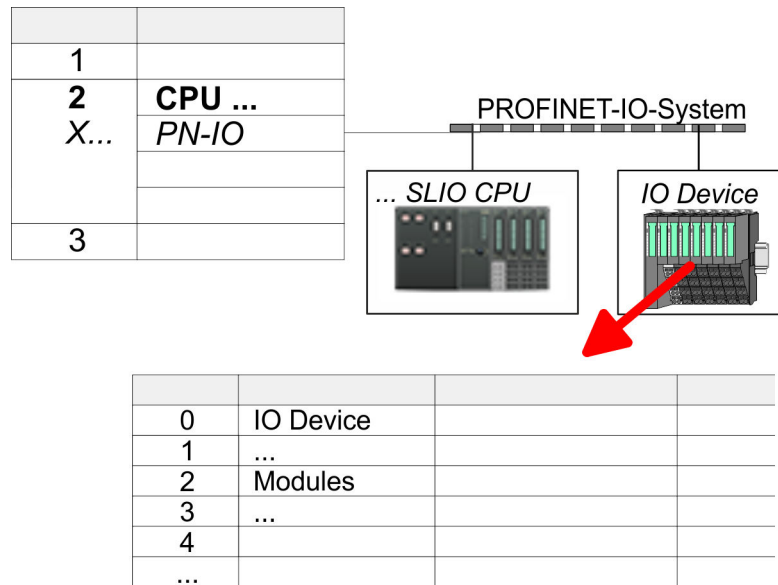 1
2 CPU ...
X... PN-IO
3
PROFINET-IO-System
... SLIO CPU
IO Device
0 IO Device
1 ...
2 Modules
3 ...
4
...